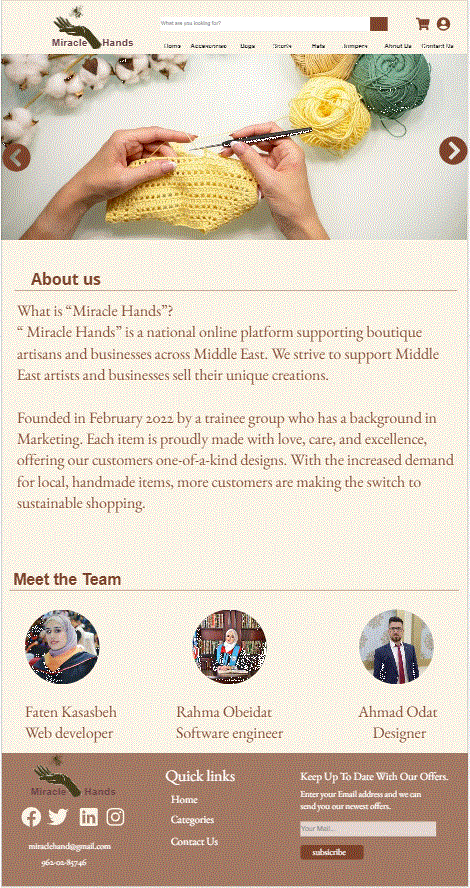 What are you looking for?
Miracle Hands
Home Accessories Bags Shorts Hats Jumpers About Us Contact Us
About us
What is “Miracle Hands”?
“ Miracle Hands” is a national online platform supporting boutique
artisans and businesses across Middle East. We strive to support Middle
East artists and businesses sell their unique creations.
Founded in February 2022 by a trainee group who has a background in
Marketing. Each item is proudly made with love, care, and excellence,
offering our customers one-of-a-kind designs. With the increased demand
for local, handmade items, more customers are making the switch to
sustainable shopping.
Meet the Team
Faten Kasasbeh
Web developer
Rahma Obeidat
Software engineer
Ahmad Odat
Designer
Miracle Hands
miraclehand@gmail.com
962-02-85746
Quick links
Home
Categories
Contact Us
Keep Up To Date With Our Offers.
Enter your Email address and we can
send you our newest offers.
Your Mail...
subsicribe